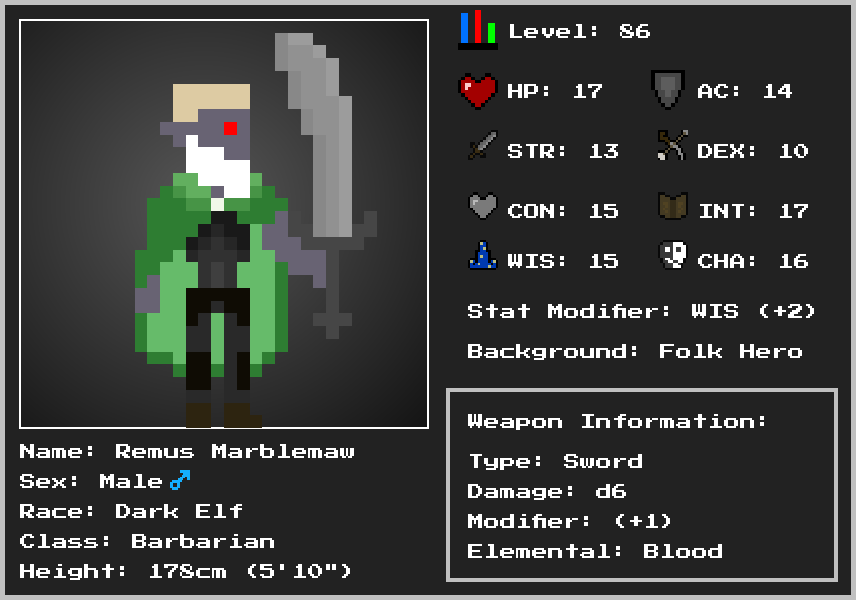 Level: 86
HP: 17 AC: 14
STR: 13 DEX: 10
CON: 15 INT: 17
WIS: 15 CHA: 16
Stat Modifier: WIS (+2)
Background: Folk Hero
Weapon Information:
Type: Sword
Damage: d6
Modifier: (+1)
Elemental: Blood
Name: Remus Marblemaw
Sex: Male ♂
Race: Dark Elf
Class: Barbarian
Height: 178cm (5'10")